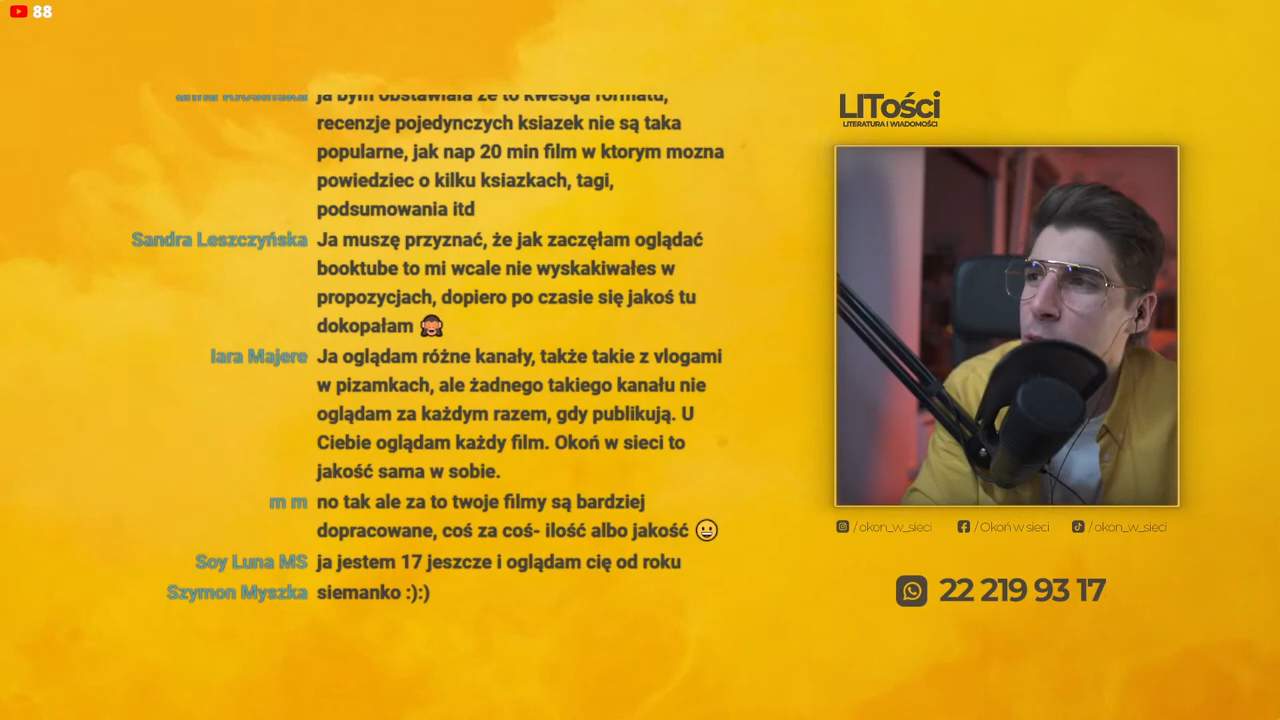 88
ja bym obstawiała ze to kwestja formatu,
recenzje pojedynczych ksiazek nie są taka
popularne, jak nap 20 min film w ktorym mozna
powiedziec o kilku ksiazkach, tagi,
podsumowania itd
Sandra Leszczyńska Ja muszę przyznać, że jak zaczęłam oglądać
booktube to mi wcale nie wyskakiwałes w
propozycjach, dopiero po czasie się jakoś tu
dokopałam 🙈
Iara Majere Ja oglądam różne kanały, także takie z vlogami
w pizamkach, ale żadnego takiego kanału nie
oglądam za każdym razem, gdy publikują. U
Ciebie oglądam każdy film. Okoń w sieci to
jakość sama w sobie.
m m no tak ale za to twoje filmy są bardziej
dopracowane, coś za coś- ilość albo jakość 😀
Soy Luna MS ja jestem 17 jeszcze i oglądam cię od roku
Szymon Myszka siemanko :):)
LITości
LITERATURA I WIADOMOŚCI
/ okon_w_sieci / Okoń w sieci / okon_w_sieci
22 219 93 17